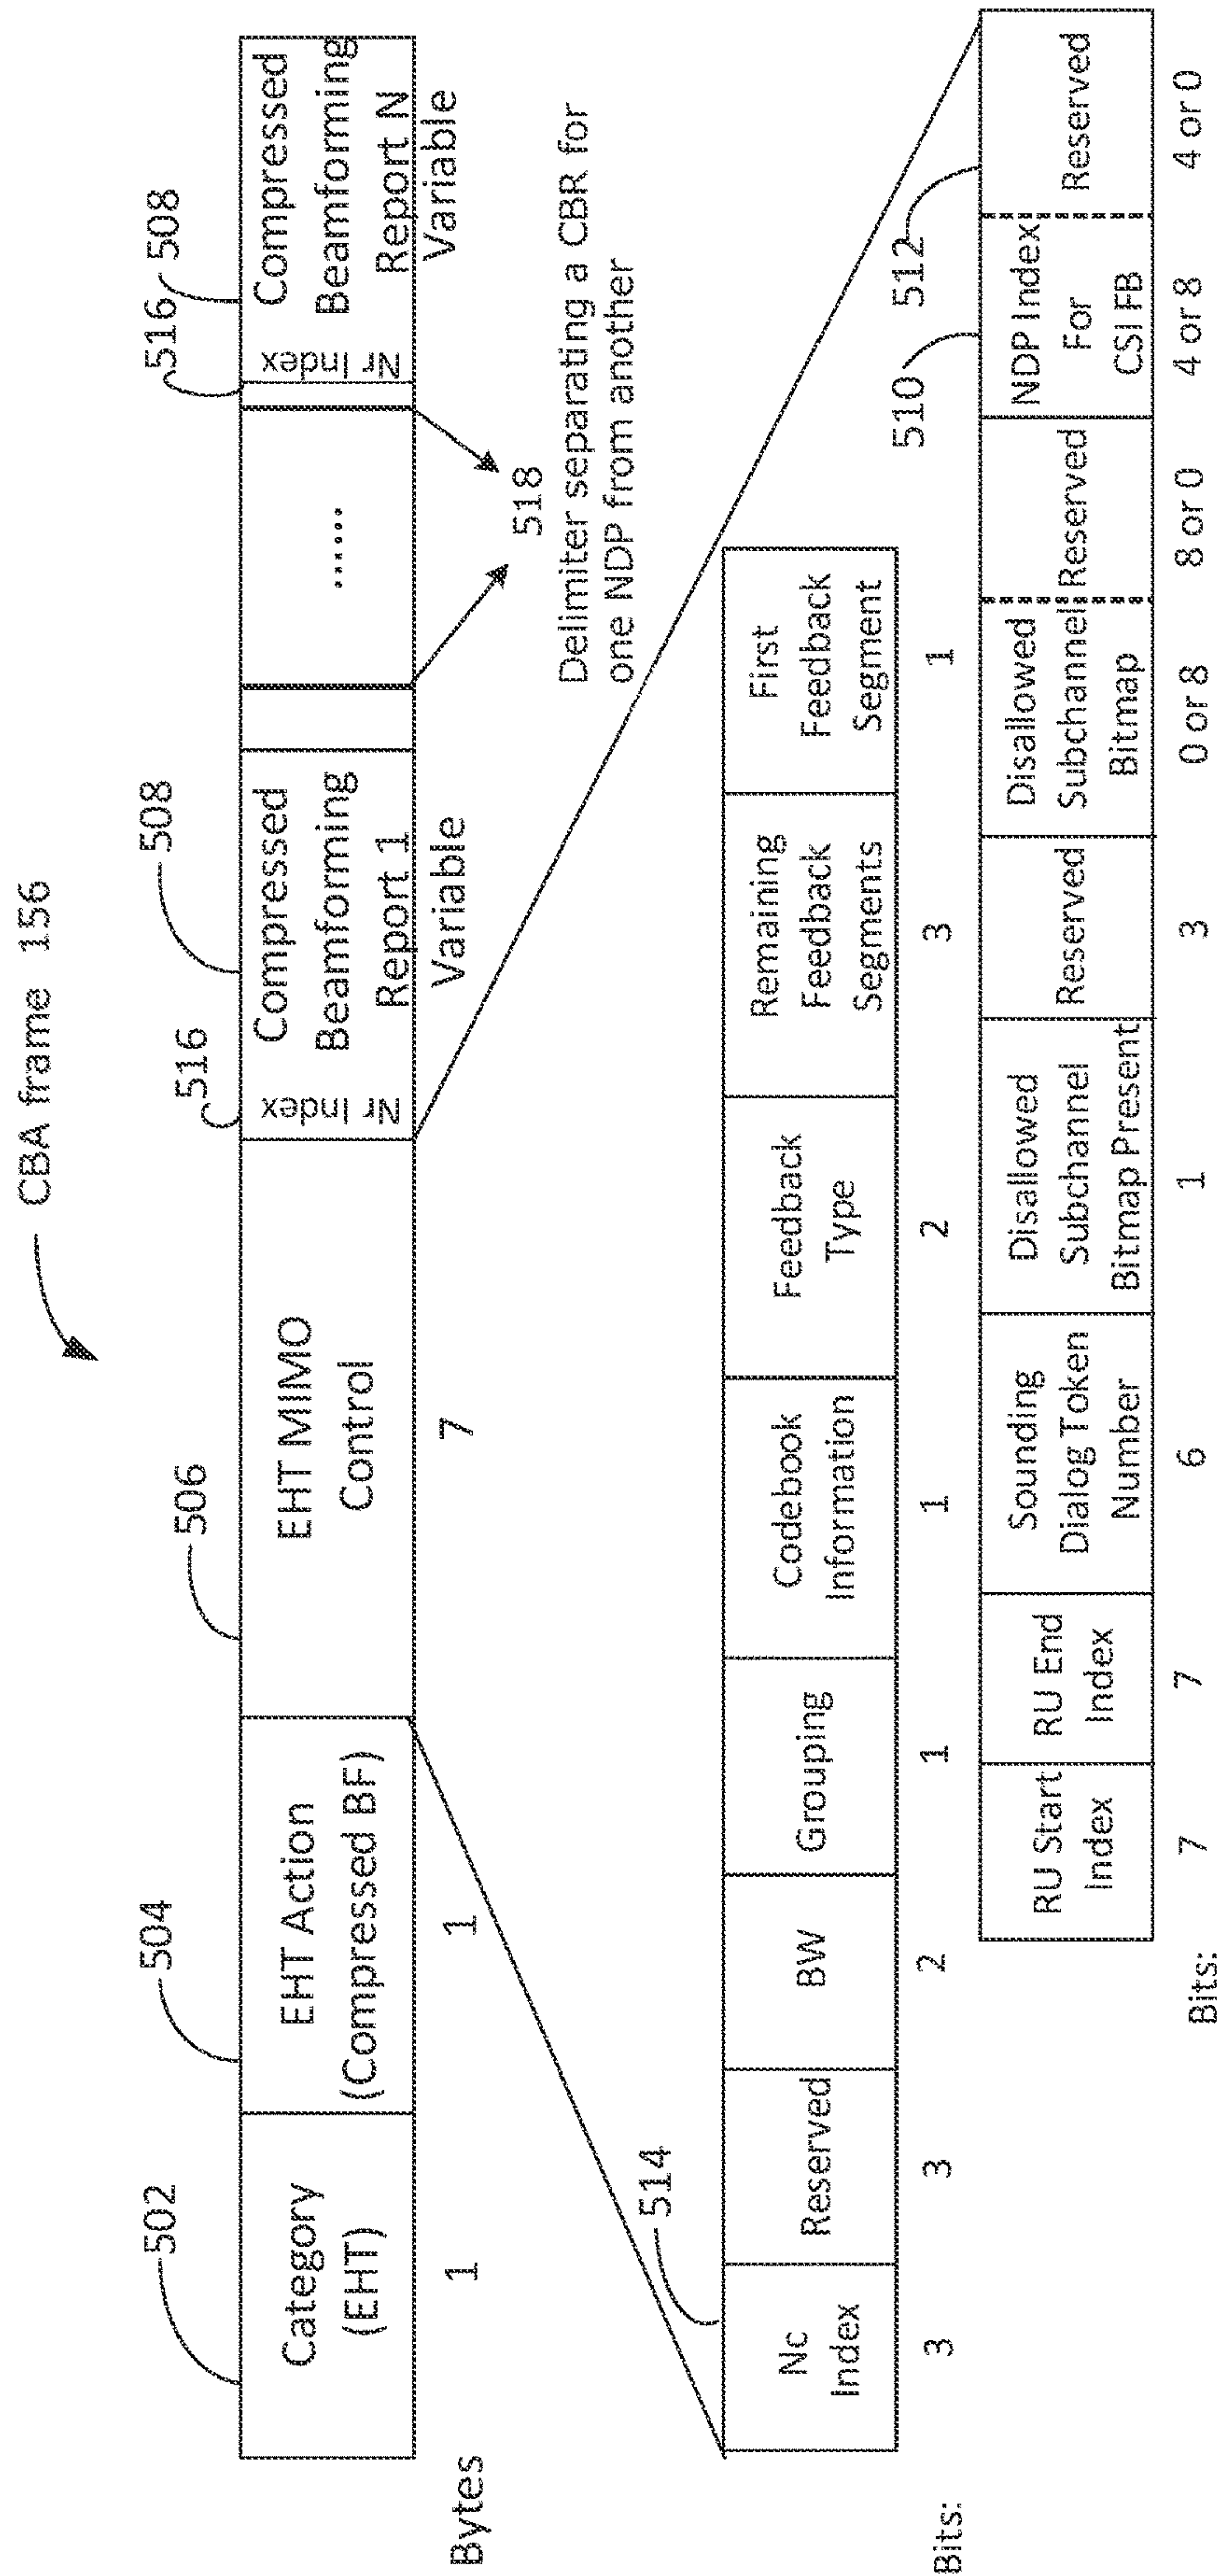 CBA frame 156
502
504
506
516
508
516
508
Category
(EHT)
EHT Action
(Compressed BF)
EHT MIMO
Control
Nr Index
Compressed
Beamforming
Report 1
Variable
......
Nr Index
Compressed
Beamforming
Report N
Variable
Bytes
1
1
7
518
Delimiter separating a CBR for
one NDP from another
514
Nc
Index
Reserved
BW
Grouping
Codebook
Information
Feedback
Type
Remaining
Feedback
Segments
First
Feedback
Segment
Bits:
3
3
2
1
1
2
3
1
510
512
RU Start
Index
RU End
Index
Sounding
Dialog Token
Number
Disallowed
Subchannel
Bitmap Present
Reserved
Disallowed
Subchannel
Bitmap
Reserved
NDP Index
For
CSI FB
Reserved
Bits:
7
7
6
1
3
0 or 8
8 or 0
4 or 8
4 or 0